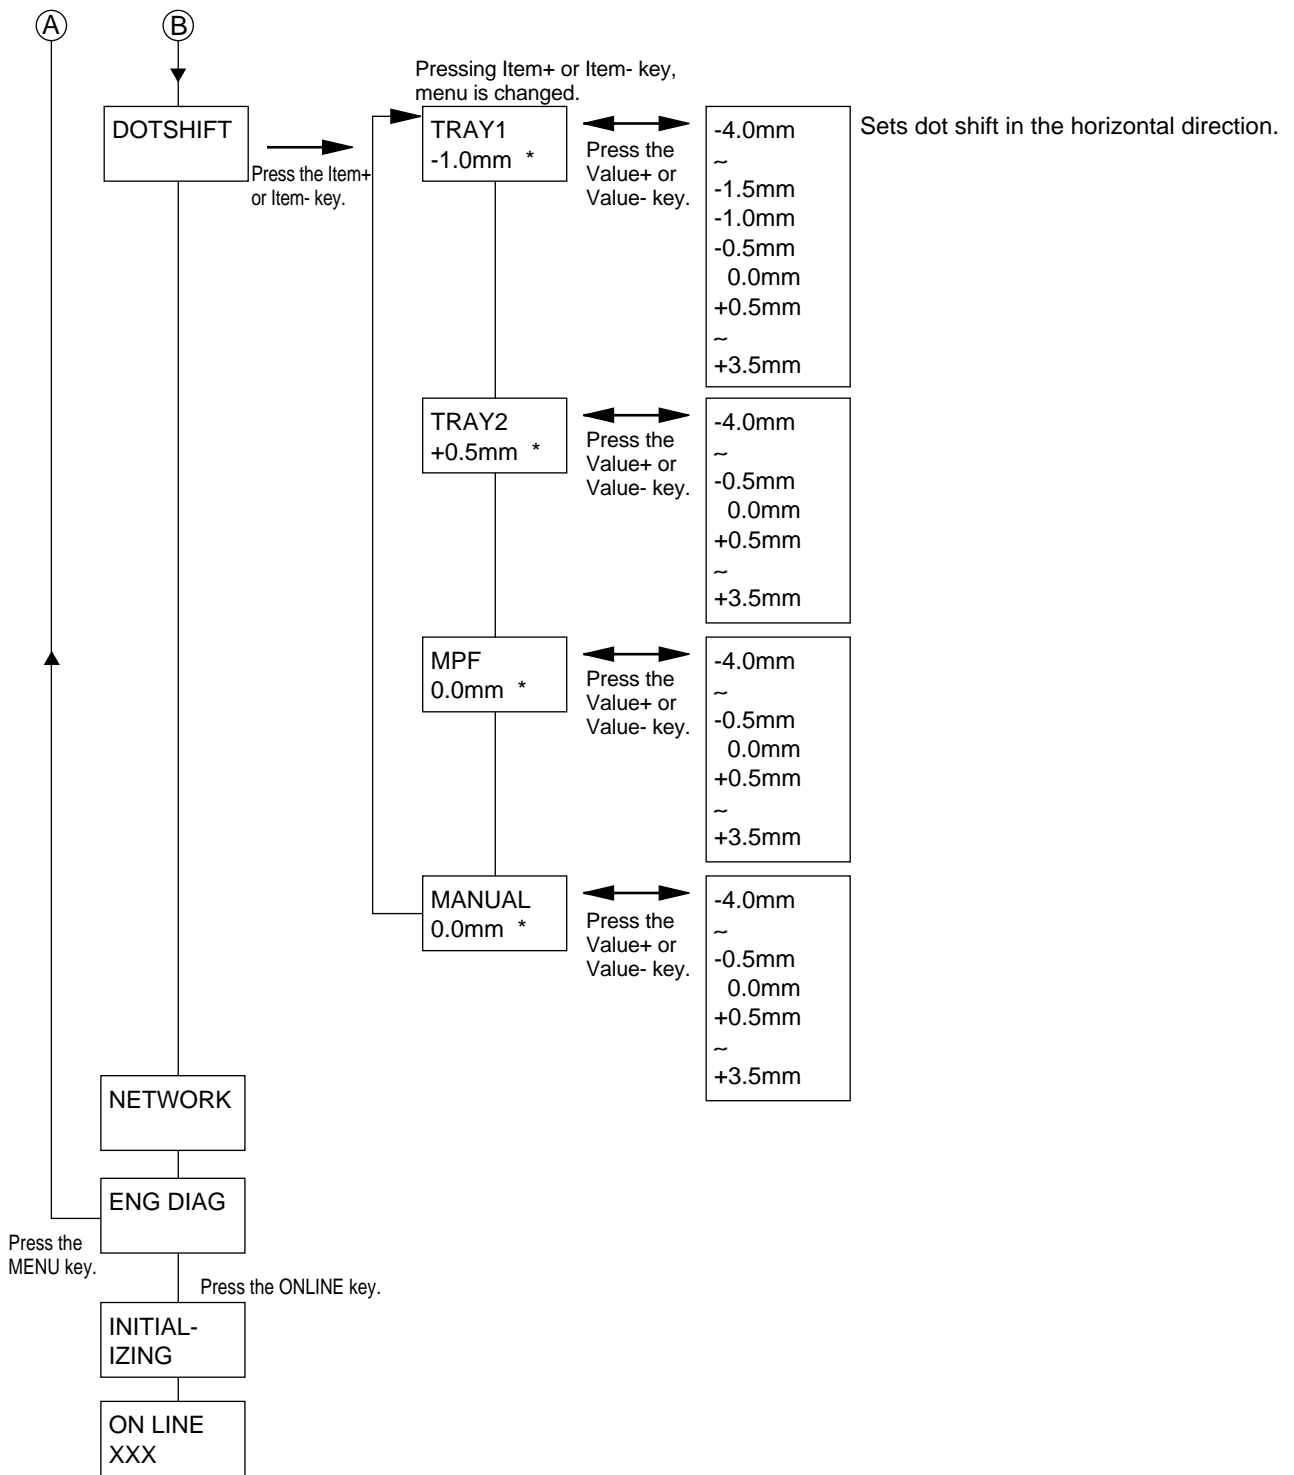 A
B
Pressing Item+ or Item- key,
menu is changed.
DOTSHIFT
Press the Item+
or Item- key.
TRAY1
-1.0mm *
Press the
Value+ or
Value- key.
-4.0mm
~
-1.5mm
-1.0mm
-0.5mm
0.0mm
+0.5mm
~
+3.5mm
Sets dot shift in the horizontal direction.
TRAY2
+0.5mm *
Press the
Value+ or
Value- key.
-4.0mm
~
-0.5mm
0.0mm
+0.5mm
~
+3.5mm
MPF
0.0mm *
Press the
Value+ or
Value- key.
-4.0mm
~
-0.5mm
0.0mm
+0.5mm
~
+3.5mm
MANUAL
0.0mm *
Press the
Value+ or
Value- key.
-4.0mm
~
-0.5mm
0.0mm
+0.5mm
~
+3.5mm
NETWORK
ENG DIAG
Press the
MENU key.
Press the ONLINE key.
INITIAL-
IZING
ON LINE
XXX